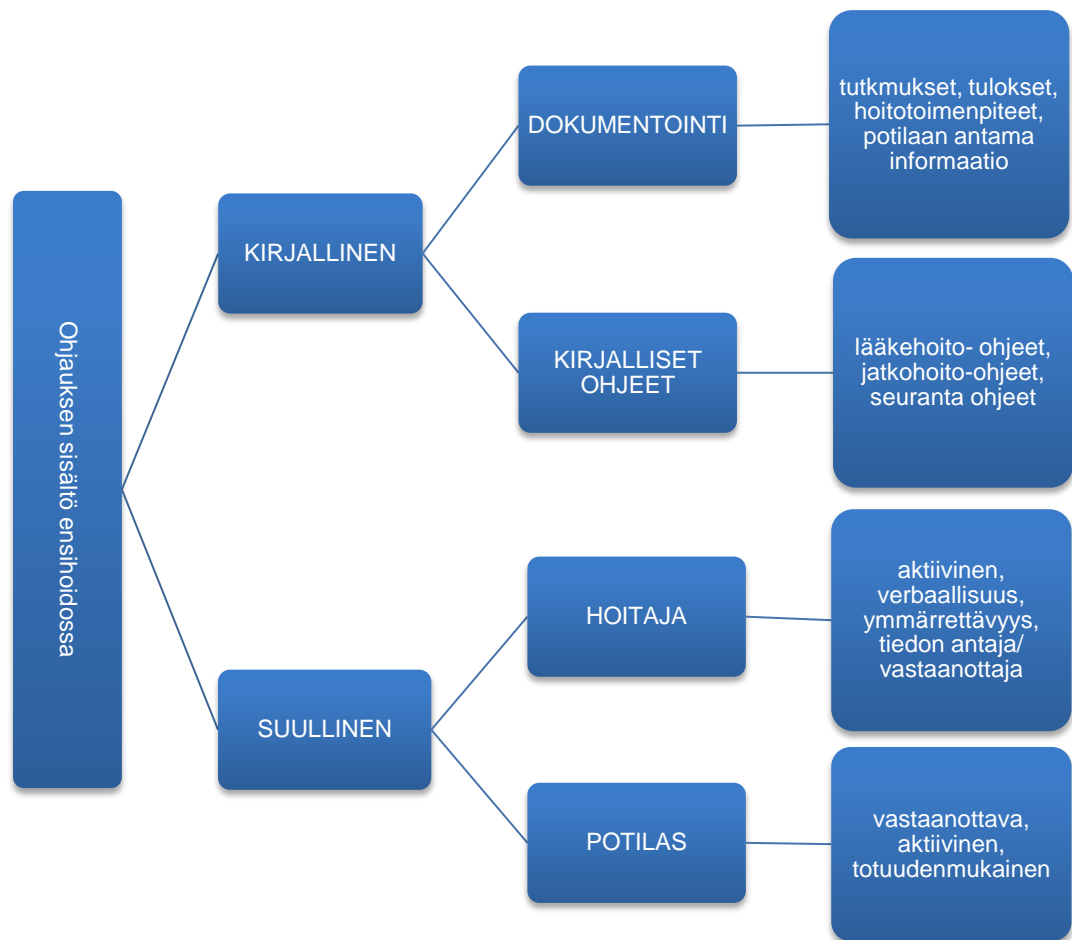 Ohjauksen sisältö ensihoidossa
KIRJALLINEN
DOKUMENTOINTI
tutkmukset, tulokset,
hoitotoimenpiteet,
potilaan antama
informaatio
KIRJALLISET
OHJEET
lääkehoito- ohjeet,
jatkohoito-ohjeet,
seuranta ohjeet
SUULLINEN
HOITAJA
aktiivinen,
verbaallisuus,
ymmärrettävyys,
tiedon antaja/
vastaanottaja
POTILAS
vastaanottava,
aktiivinen,
totuudenmukainen